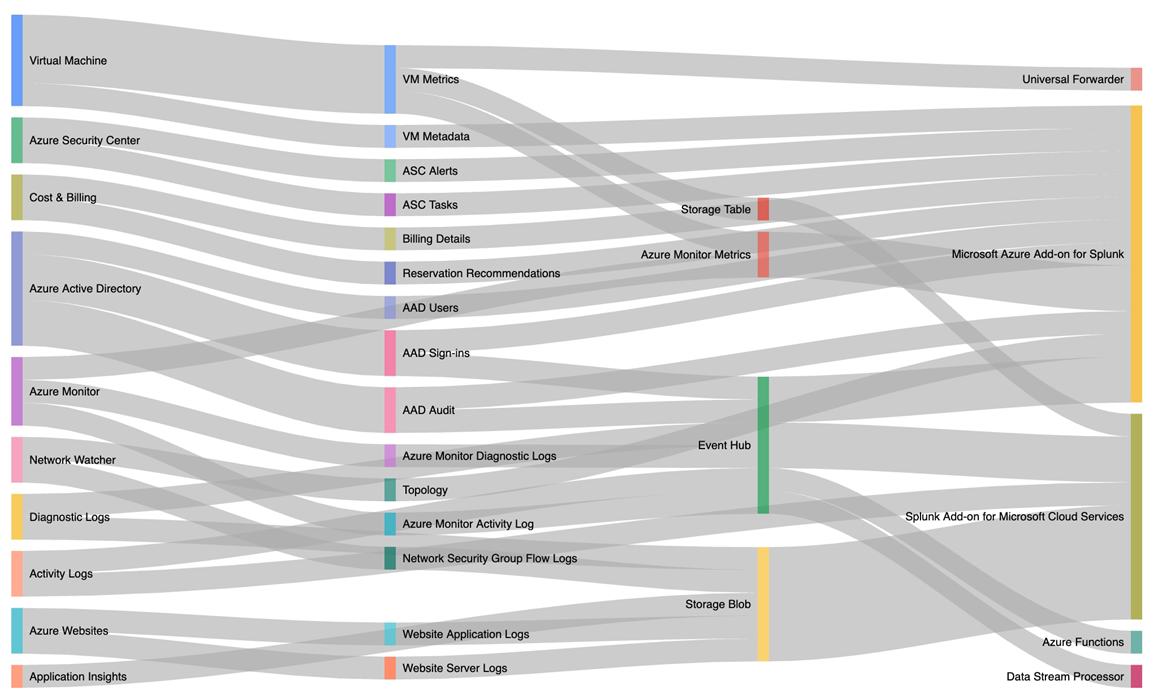 Virtual Machine
Azure Security Center
Cost & Billing
Azure Active Directory
Azure Monitor
Network Watcher
Diagnostic Logs
Activity Logs
Azure Websites
Application Insights
VM Metrics
VM Metadata
ASC Alerts
ASC Tasks
Billing Details
Reservation Recommendations
AAD Users
AAD Sign-ins
AAD Audit
Azure Monitor Diagnostic Logs
Topology
Azure Monitor Activity Log
Network Security Group Flow Logs
Website Application Logs
Website Server Logs
Storage Table
Azure Monitor Metrics
Event Hub
Storage Blob
Universal Forwarder
Microsoft Azure Add-on for Splunk
Splunk Add-on for Microsoft Cloud Services
Azure Functions
Data Stream Processor